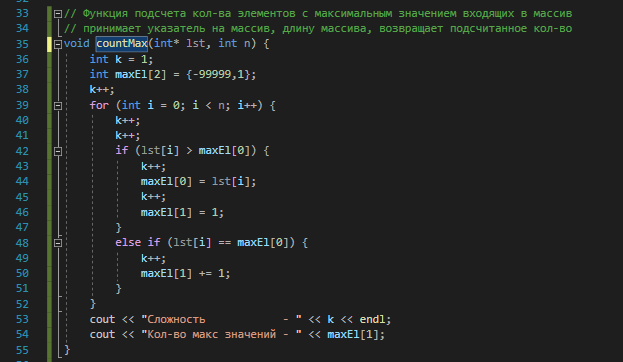 33 // Функция подсчета кол-ва элементов с максимальным значением входящих в массив
34 // принимает указатель на массив, длину массива, возвращает подсчитанное кол-во
35 void countMax(int* lst, int n) {
36 int k = 1;
37 int maxEl[2] = {-99999,1};
38 k++;
39 for (int i = 0; i < n; i++) {
40 k++;
41 k++;
42 if (lst[i] > maxEl[0]) {
43 k++;
44 maxEl[0] = lst[i];
45 k++;
46 maxEl[1] = 1;
47 }
48 else if (lst[i] == maxEl[0]) {
49 k++;
50 maxEl[1] += 1;
51 }
52 }
53 cout << "Сложность - " << k << endl;
54 cout << "Кол-во макс значений - " << maxEl[1];
55 }